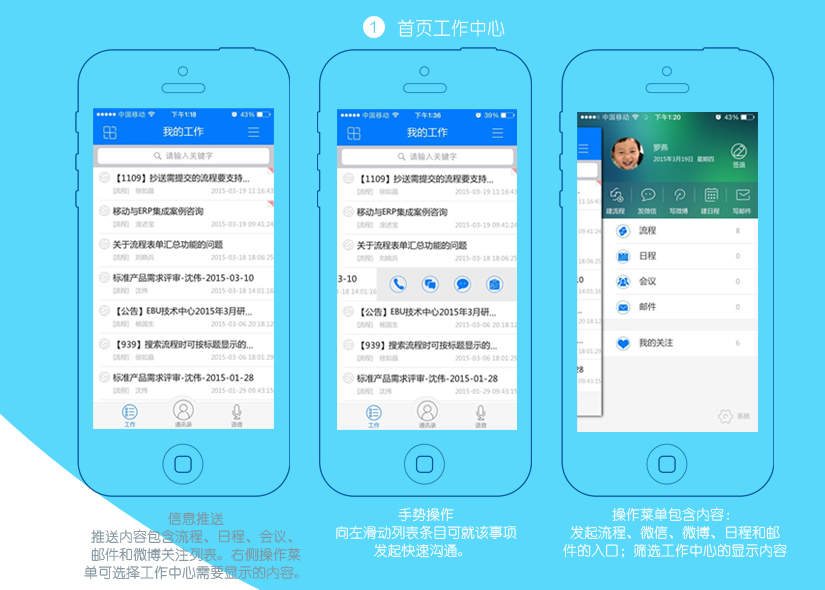 1 首页工作中心
中国移动 下午1:18 43%
我的工作
请输入关键字
【1109】抄送需提交的流程要支持...
[流程] 徐如晶 2015-03-19 11:16:43
移动与ERP集成案例咨询
[流程] 2015-03-19 09:41:24
关于流程表单汇总功能的问题
[流程] 刘晓兵 2015-03-18 18:06:25
标准产品需求评审-沈伟-2015-03-10
[流程] 沈伟 2015-03-18 14:01:16
【公告】EBU技术中心2015年3月研...
[流程] 杨国生 2015-03-06 20:18:12
【939】搜索流程时可按标题显示的...
[流程] 徐如晶 2015-03-06 18:01:29
标准产品需求评审-沈伟-2015-01-28
[流程] 沈伟 2015-01-29 09:43:15
工作 通讯录 语音
信息推送
推送内容包含流程、日程、会议、
邮件和微博关注列表。右侧操作菜
单可选择工作中心需要显示的内容。
中国移动 下午1:36 39%
我的工作
请输入关键字
【1109】抄送需提交的流程要支持...
[流程] 徐如晶 2015-03-19 11:16:43
移动与ERP集成案例咨询
[流程] 2015-03-19 09:41:24
关于流程表单汇总功能的问题
[流程] 刘晓兵 2015-03-18 18:06:25
3-10
-18 14:01:16
【公告】EBU技术中心2015年3月研...
[流程] 杨国生 2015-03-06 20:18:12
【939】搜索流程时可按标题显示的...
[流程] 徐如晶 2015-03-06 18:01:29
标准产品需求评审-沈伟-2015-01-28
[流程] 沈伟 2015-01-29 09:43:15
工作 通讯录 语音
手势操作
向左滑动列表条目可就该事项
发起快速沟通。
中国移动 下午1:20 43%
罗燕
2015年3月19日 星期四
签退
建流程 发微信 写微博 建日程 写邮件
流程 8
日程 0
会议 0
邮件 0
我的关注 6
系统
操作菜单包含内容：
发起流程、微信、微博、日程和邮
件的入口；筛选工作中心的显示内容